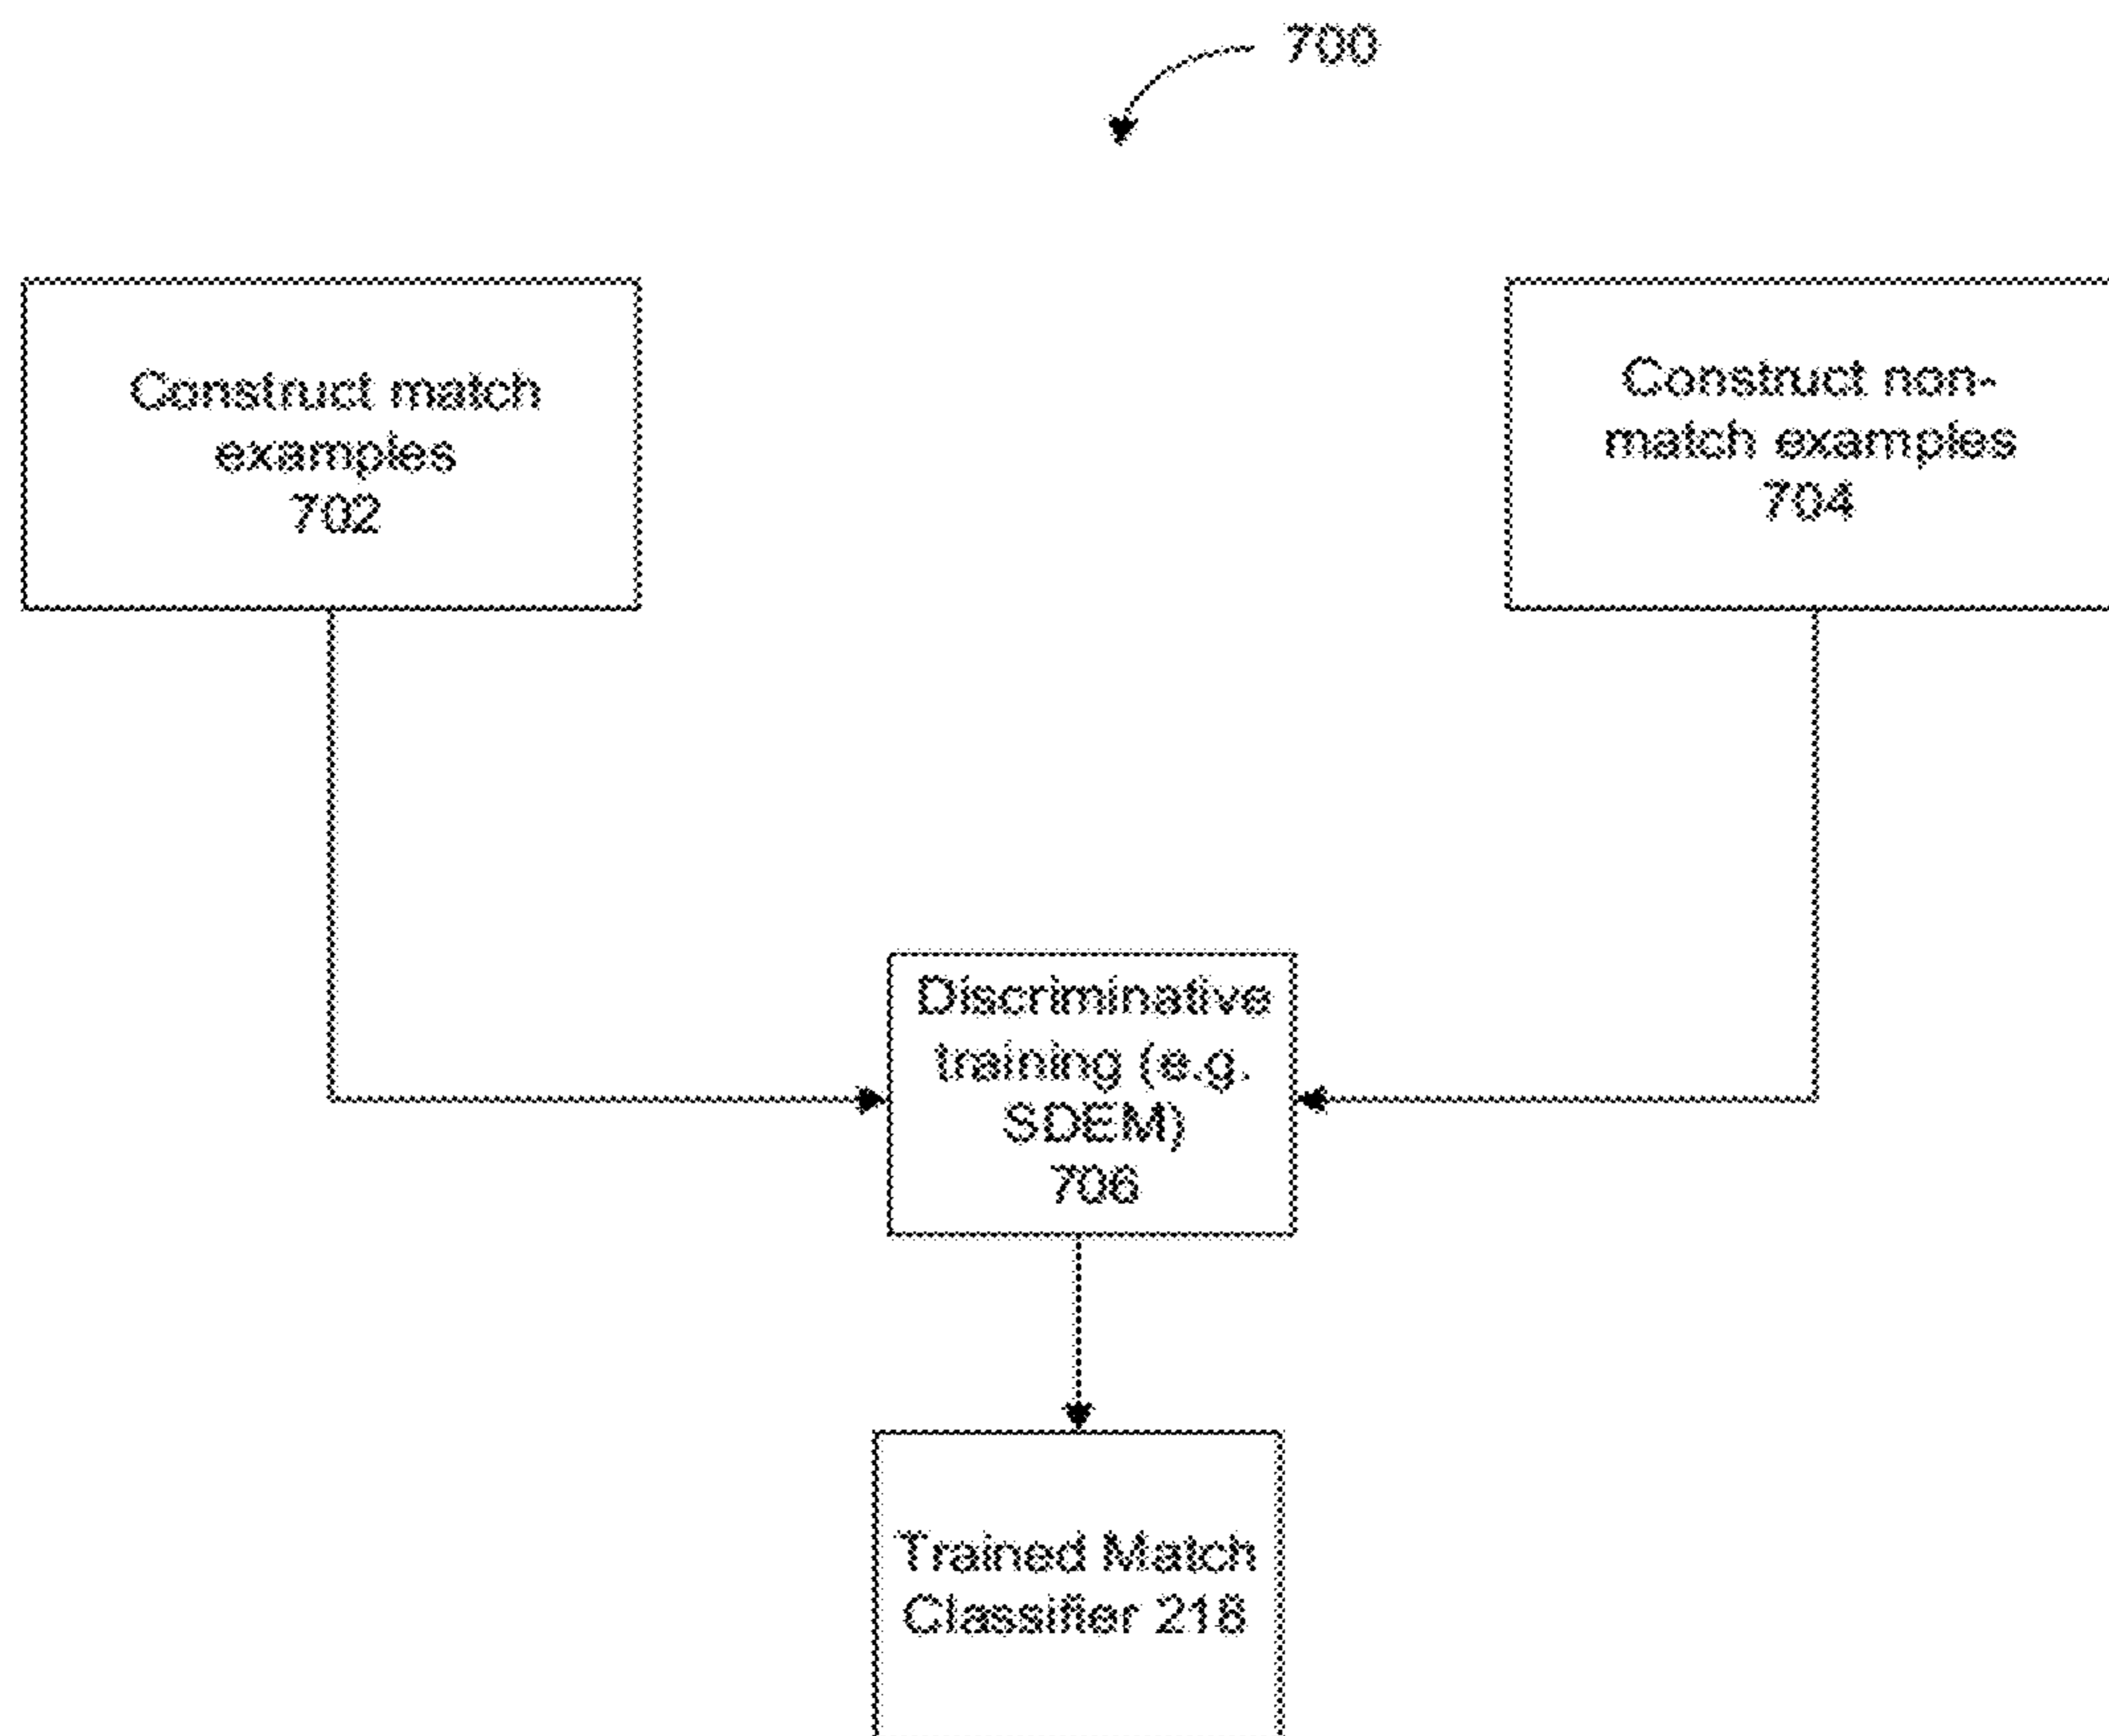 700
Construct match
examples
702
Construct non-
match examples
704
Discriminative
training (e.g.
SDEM)
706
Trained Match
Classifier 218